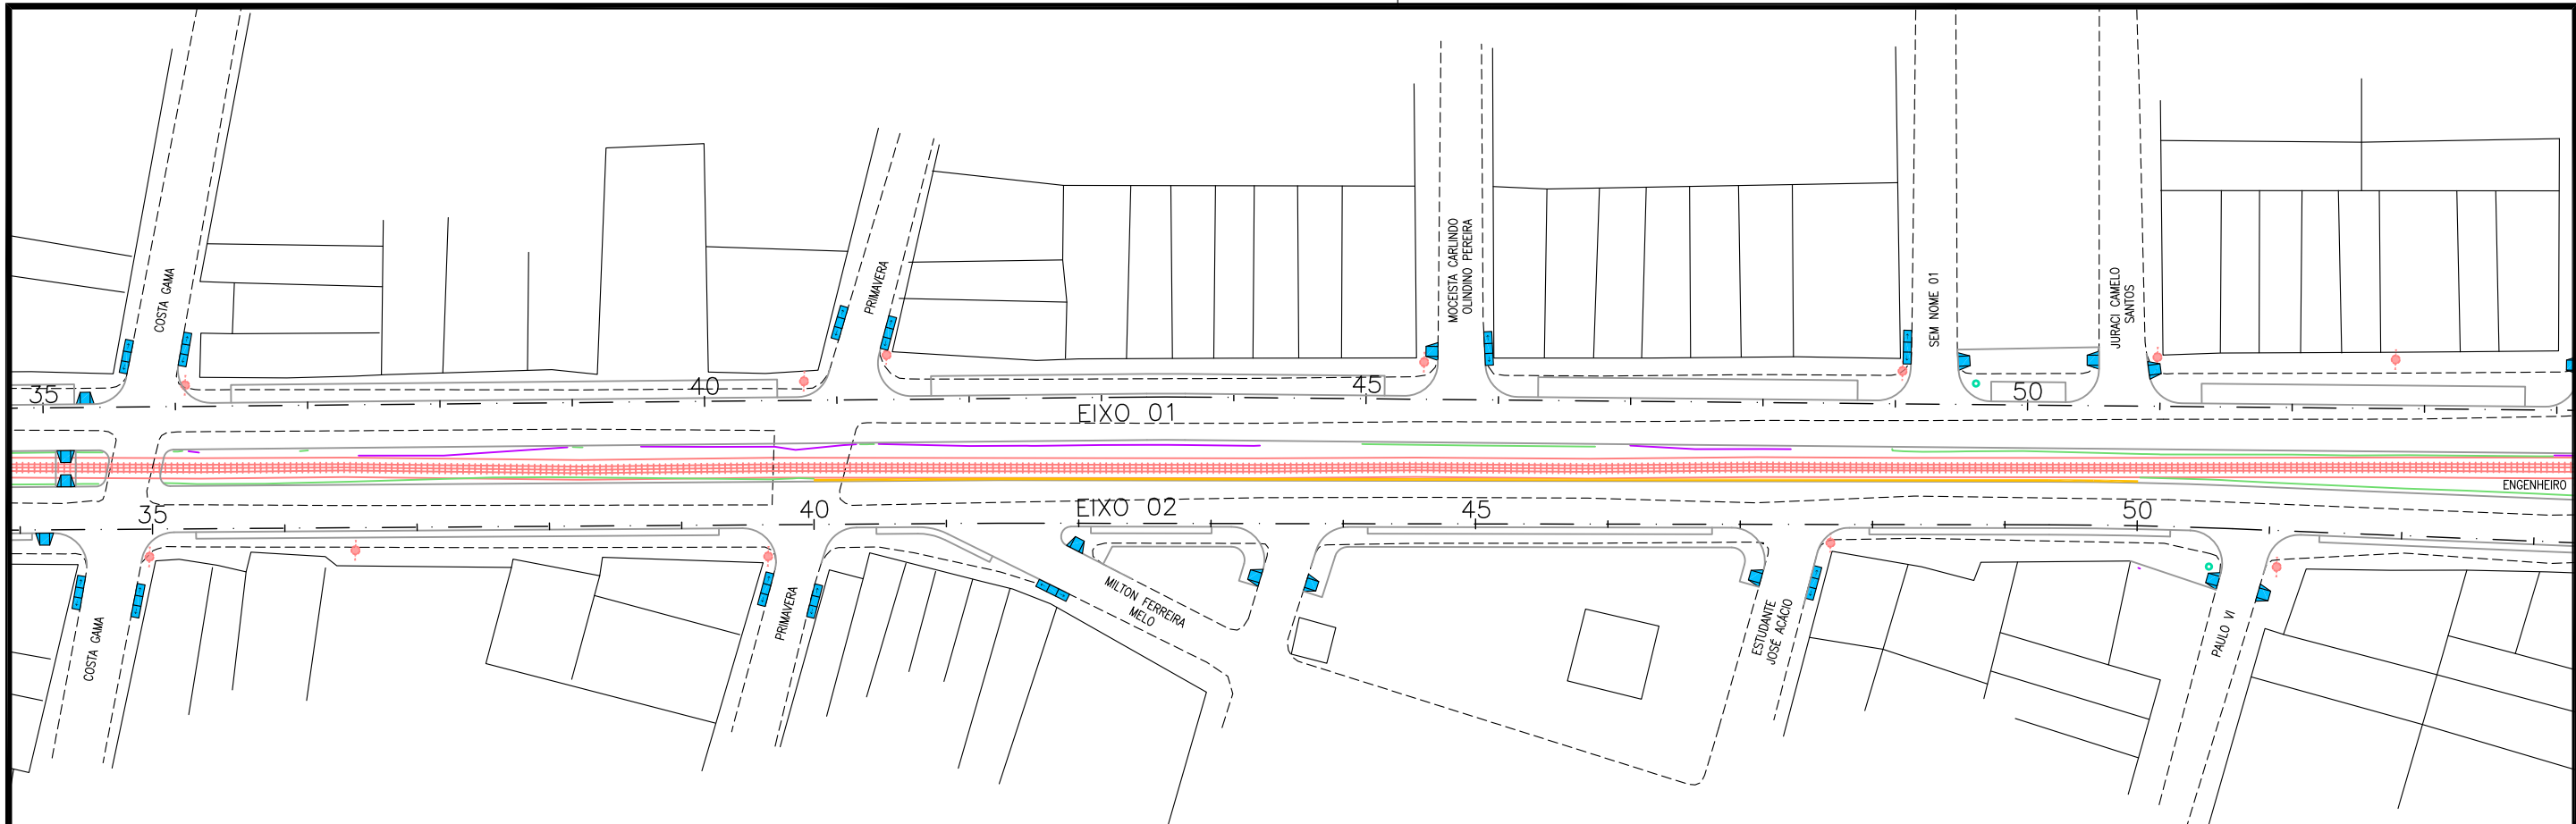 COSTA GAMA
PRIMAVERA
MOCEISTA CARLINDO
OLINDINO PEREIRA
SEM NOME 01
JURACI CAMELO
SANTOS
35
40
45
50
EIXO 01
ENGENHEIRO
EIXO 02
35
40
45
50
COSTA GAMA
PRIMAVERA
MILTON FERREIRA
MELO
ESTUDANTE
JOSÉ ACÁCIO
PAULO VI